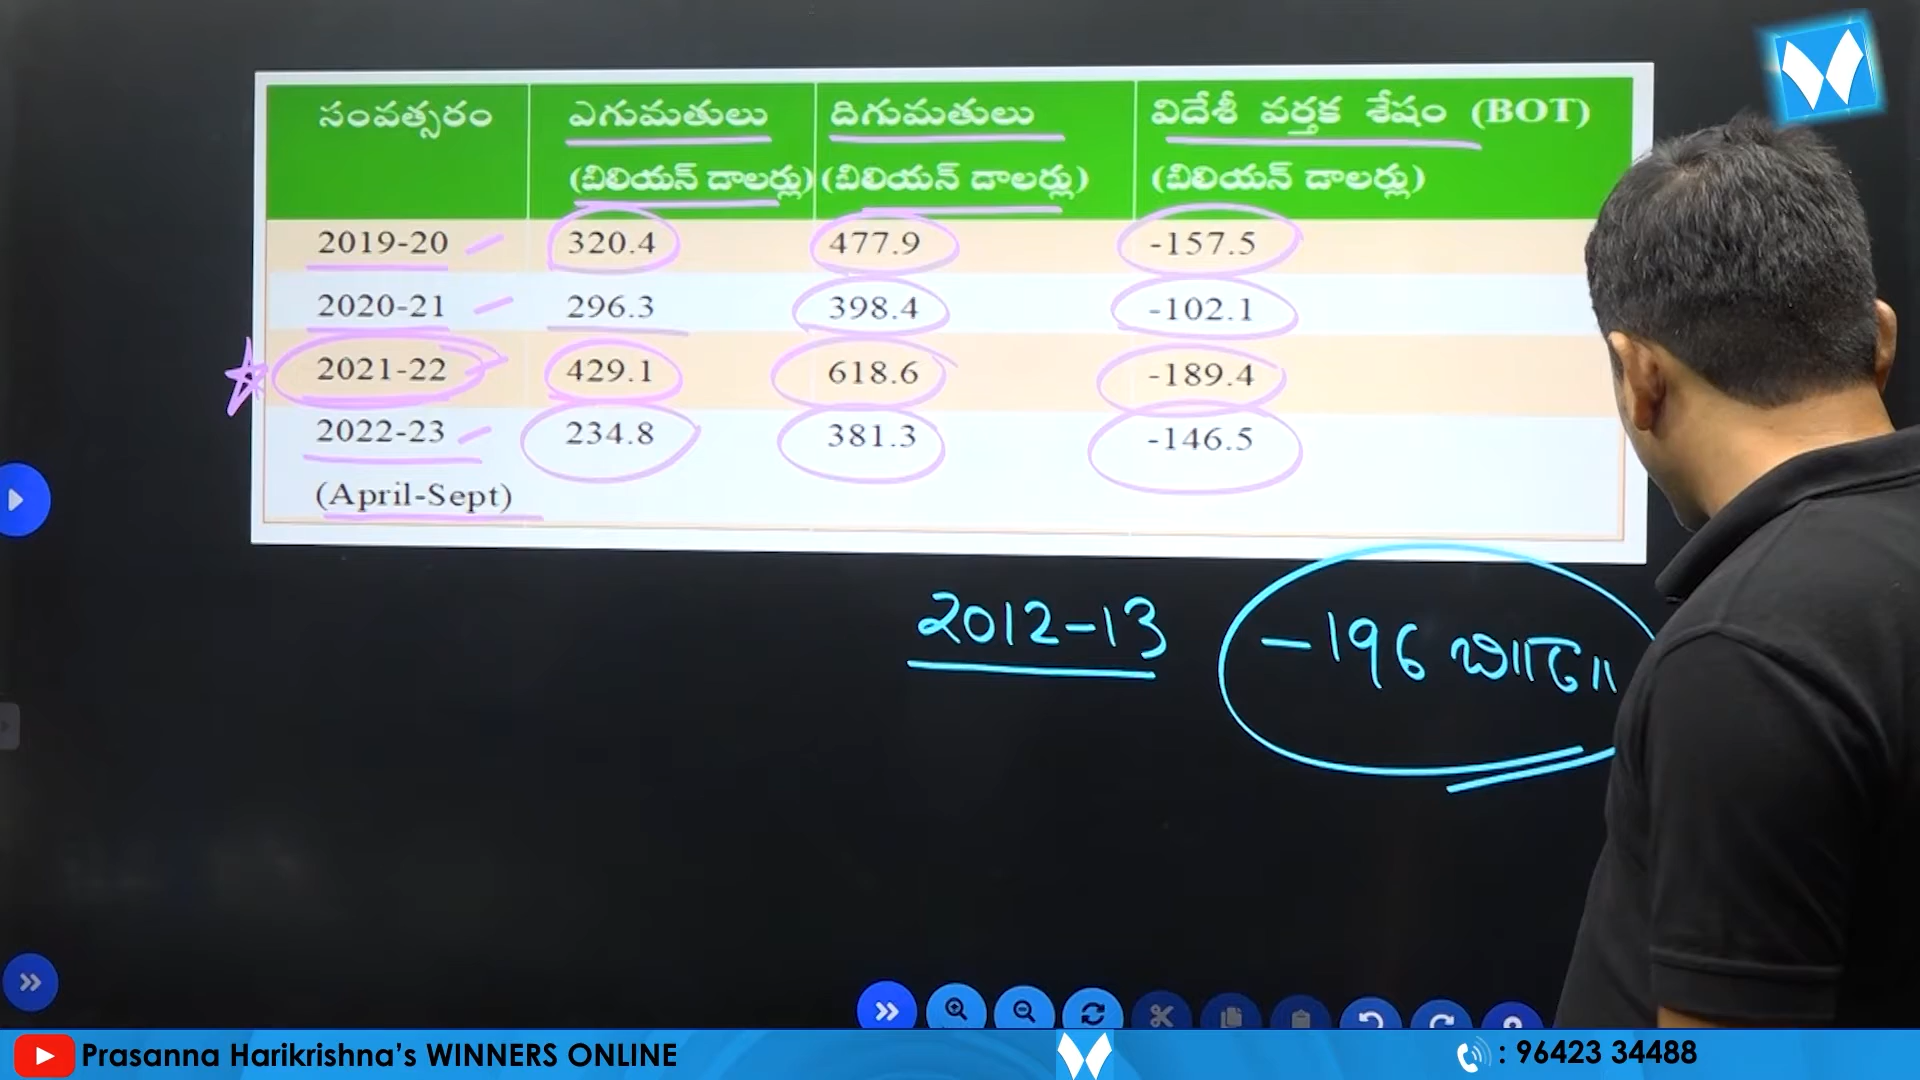 సంవత్సరం ఎగుమతులు దిగుమతులు విదేశీ వర్తక శేషం (BOT)
(బిలియన్ డాలర్లు) (బిలియన్ డాలర్లు) (బిలియన్ డాలర్లు)
2019-20 320.4 477.9 -157.5
2020-21 296.3 398.4 -102.1
2021-22 429.1 618.6 -189.4
2022-23 234.8 381.3 -146.5
(April-Sept)
2012-13 -196 బి॥డా॥
Prasanna Harikrishna's WINNERS ONLINE
: 96423 34488